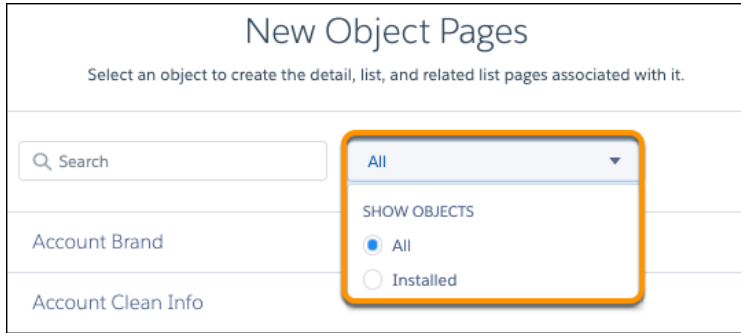 New Object Pages
Select an object to create the detail, list, and related list pages associated with it.
Search
All
SHOW OBJECTS
All
Installed
Account Brand
Account Clean Info